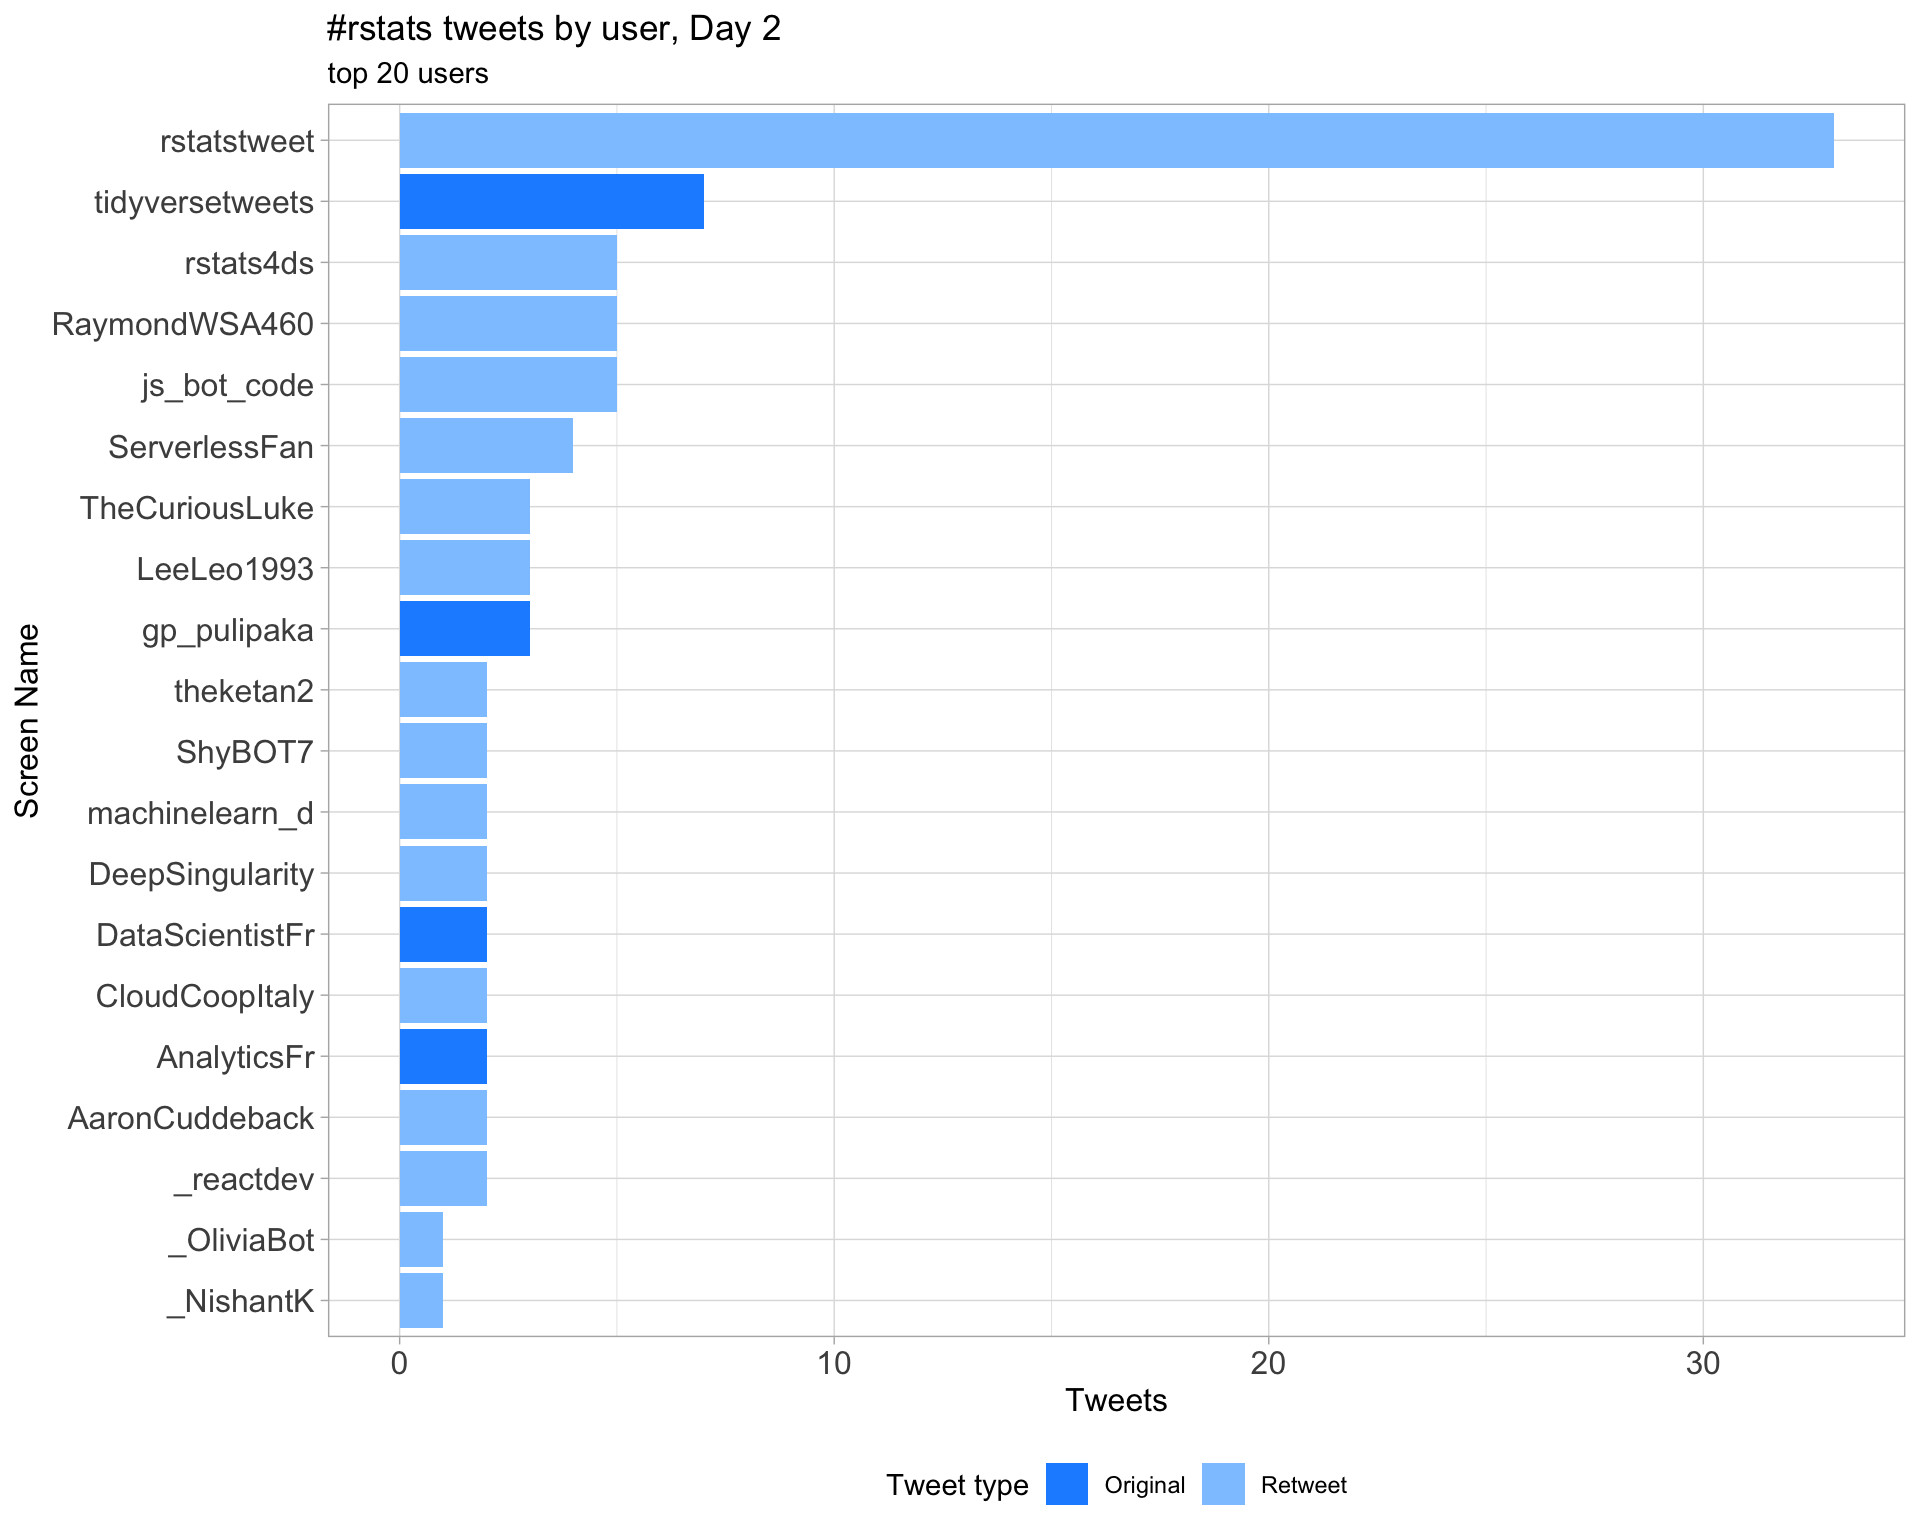 #rstats tweets by user, Day 2
top 20 users
Screen Name
rstatstweet
tidyversetweets
rstats4ds
RaymondWSA460
js_bot_code
ServerlessFan
TheCuriousLuke
LeeLeo1993
gp_pulipaka
theketan2
ShyBOT7
machinelearn_d
DeepSingularity
DataScientistFr
CloudCoopItaly
AnalyticsFr
AaronCuddeback
_reactdev
_OliviaBot
_NishantK
0 10 20 30
Tweets
Tweet type Original Retweet